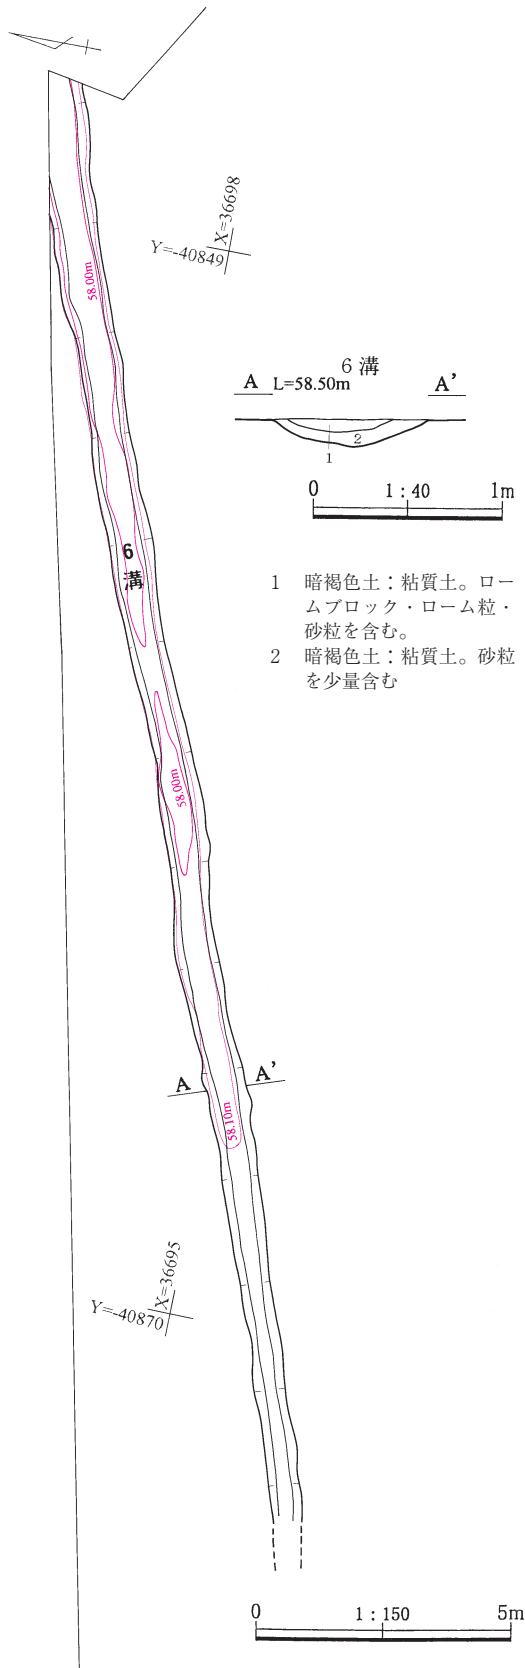 X=36698
Y=-40849
58.00m
6溝
A L=58.50m A’
2
1
0 1:40 1m
6
溝
1 暗褐色土：粘質土。ロー
ムブロック・ローム粒・
砂粒を含む。
2 暗褐色土：粘質土。砂粒
を少量含む
58.00m
A A’
58.10m
X=36695
Y=-40870
0 1:150 5m